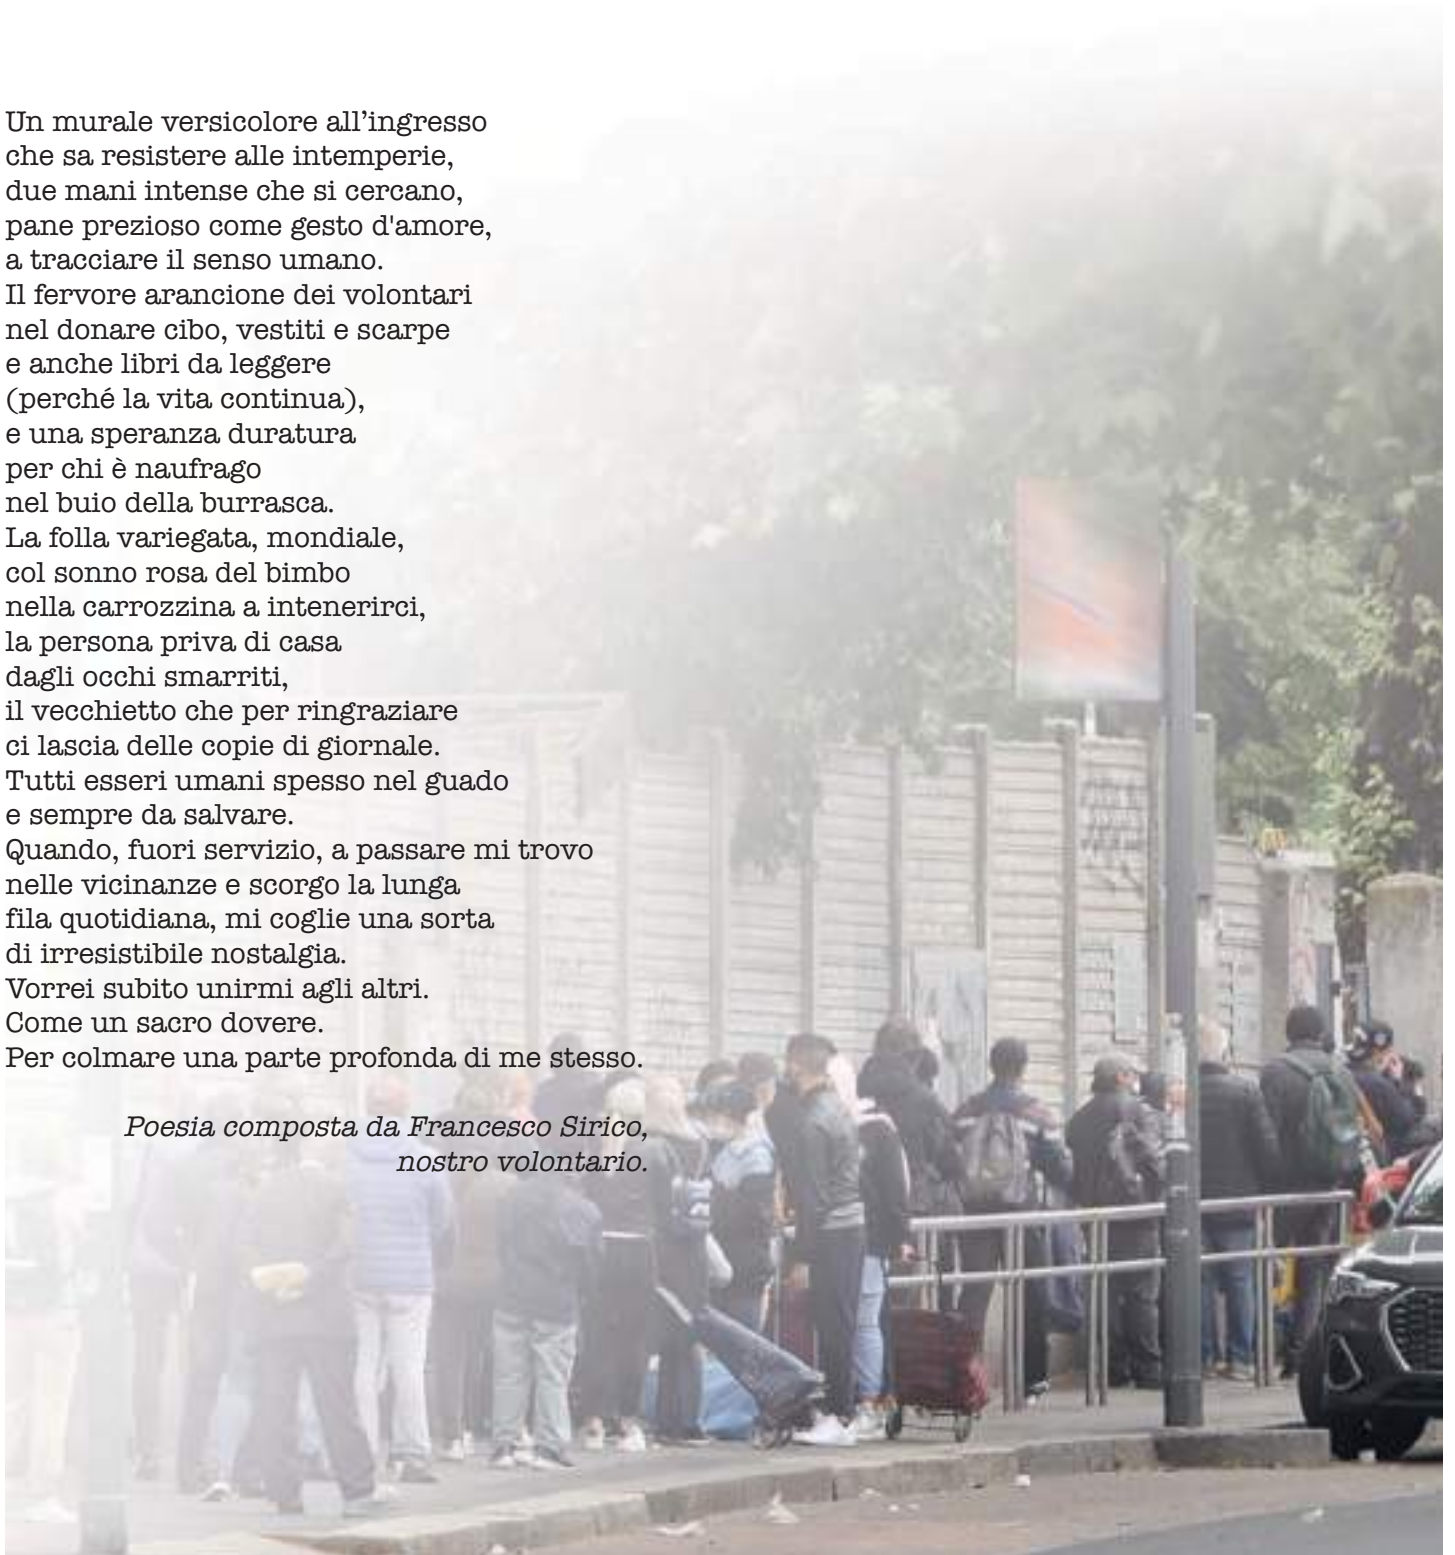 Un murale versicolore all’ingresso
che sa resistere alle intemperie,
due mani intense che si cercano,
pane prezioso come gesto d'amore,
a tracciare il senso umano.
Il fervore arancione dei volontari
nel donare cibo, vestiti e scarpe
e anche libri da leggere
(perché la vita continua),
e una speranza duratura
per chi è naufrago
nel buio della burrasca.
La folla variegata, mondiale,
col sonno rosa del bimbo
nella carrozzina a intenerirci,
la persona priva di casa
dagli occhi smarriti,
il vecchietto che per ringraziare
ci lascia delle copie di giornale.
Tutti esseri umani spesso nel guado
e sempre da salvare.
Quando, fuori servizio, a passare mi trovo
nelle vicinanze e scorgo la lunga
fila quotidiana, mi coglie una sorta
di irresistibile nostalgia.
Vorrei subito unirmi agli altri.
Come un sacro dovere.
Per colmare una parte profonda di me stesso.
Poesia composta da Francesco Sirico,
nostro volontario.